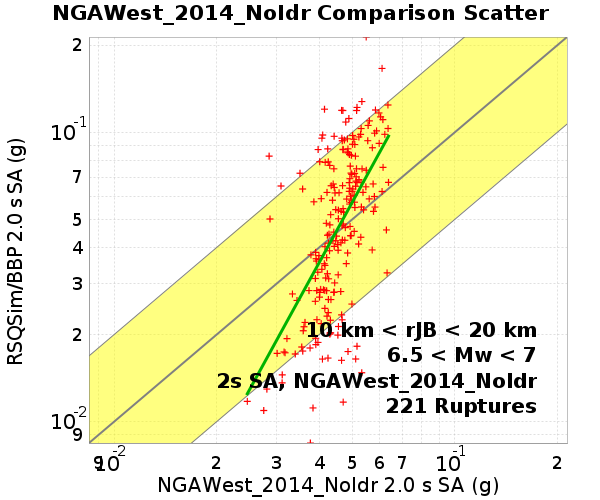 NGAWest_2014_NoIdr Comparison Scatter
RSQSim/BBP 2.0 s SA (g)
2
10-1
7
5
4
3
2
10-2
9
10 km < rJB < 20 km
6.5 < Mw < 7
2s SA, NGAWest_2014_NoIdr
221 Ruptures
9 10-2 2 3 4 5 6 7 10-1 2
NGAWest_2014_NoIdr 2.0 s SA (g)